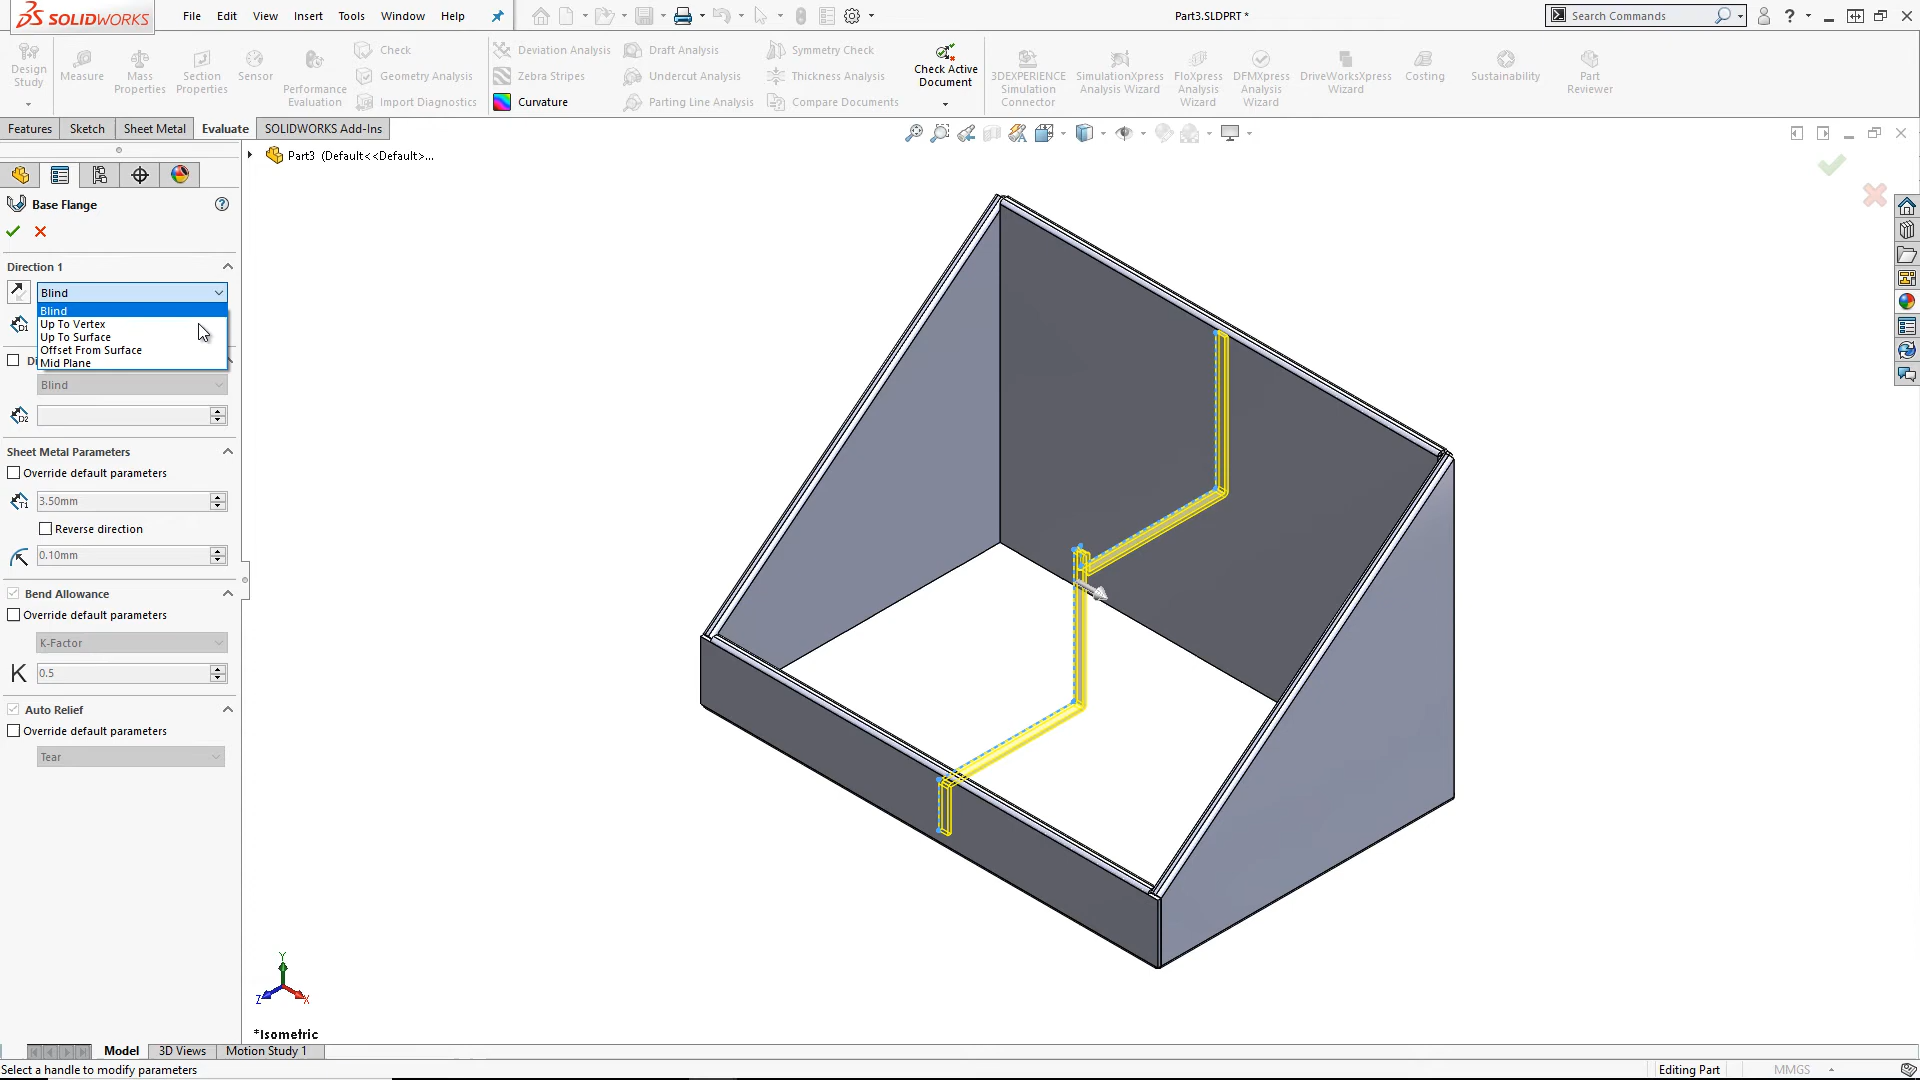 SOLIDWORKS
File Edit View Insert Tools Window Help
Part3.SLDPRT *
Search Commands
Design Study
Measure
Mass Properties
Section Properties
Sensor
Performance Evaluation
Check
Geometry Analysis
Import Diagnostics
Deviation Analysis
Zebra Stripes
Curvature
Draft Analysis
Undercut Analysis
Parting Line Analysis
Symmetry Check
Thickness Analysis
Compare Documents
Check Active Document
3DEXPERIENCE Simulation Connector
SimulationXpress Analysis Wizard
FloXpress Analysis Wizard
DFMXpress Analysis Wizard
DriveWorksXpress Wizard
Costing
Sustainability
Part Reviewer
Features Sketch Sheet Metal Evaluate SOLIDWORKS Add-Ins
Part3 (Default<<Default>...
Base Flange
Direction 1
Blind
Blind
Up To Vertex
Up To Surface
Offset From Surface
Mid Plane
D1
Di
Blind
D2
Sheet Metal Parameters
Override default parameters
T1 3.50mm
Reverse direction
0.10mm
Bend Allowance
Override default parameters
K-Factor
K 0.5
Auto Relief
Override default parameters
Tear
Y
Z X
*Isometric
Model 3D Views Motion Study 1
Select a handle to modify parameters
Editing Part
MMGS